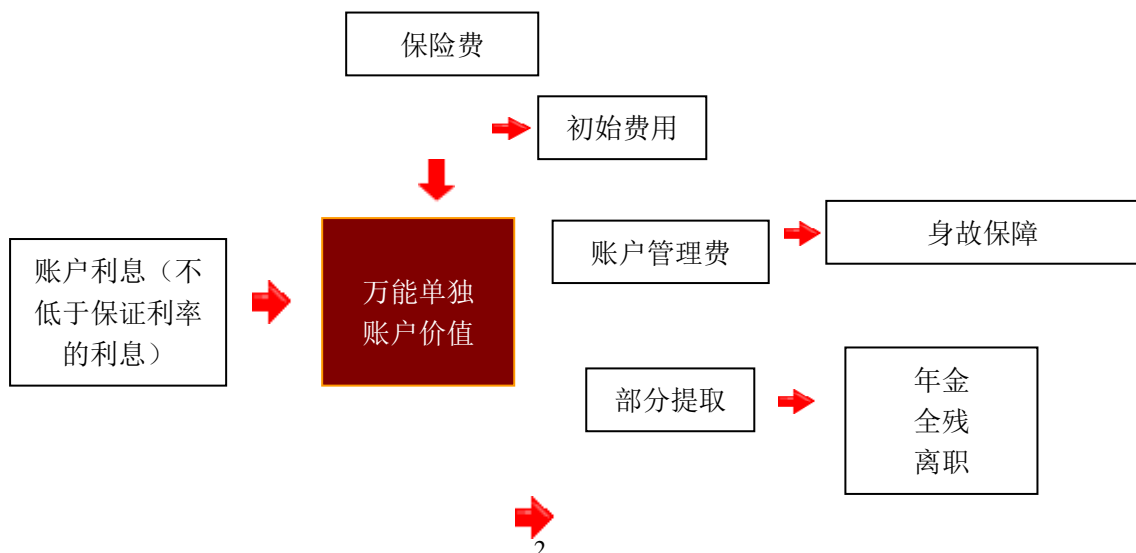 保险费
初始费用
账户管理费
身故保障
账户利息（不
低于保证利率
的利息）
万能单独
账户价值
部分提取
年金
全残
离职
2